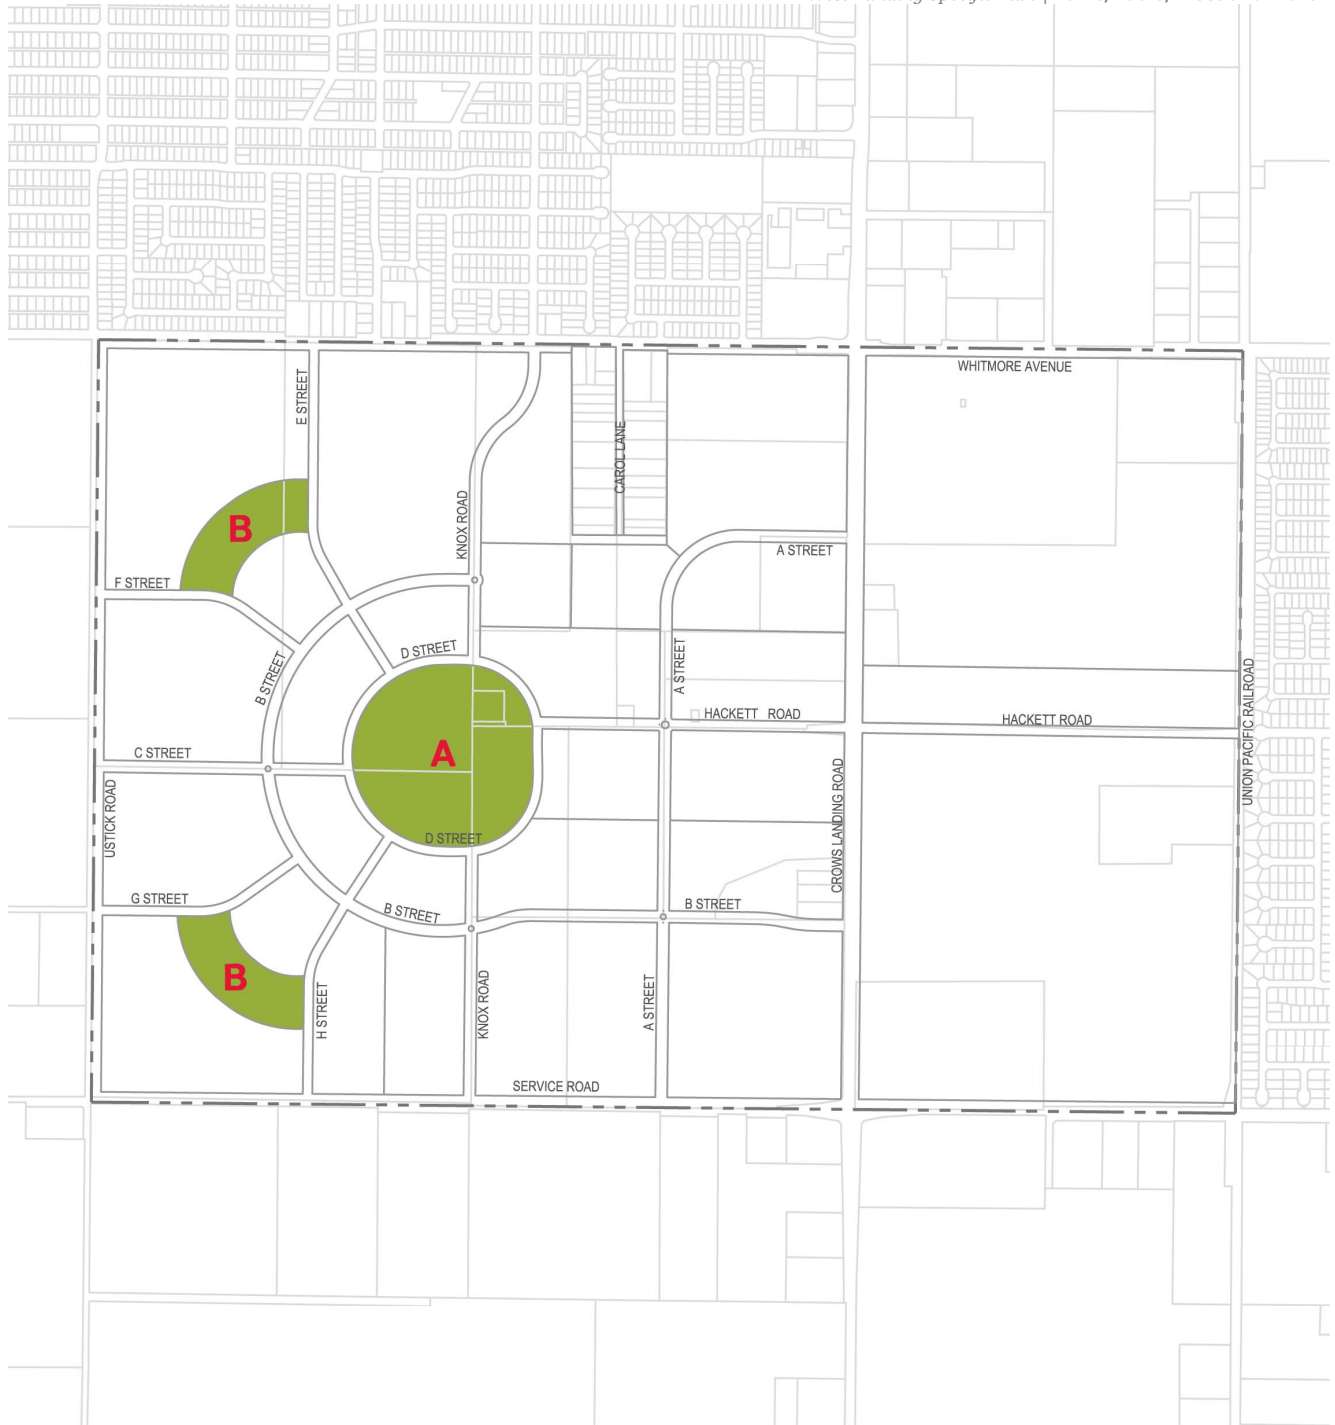 WHITMORE AVENUE
E STREET
CAROL LANE
KNOX ROAD
B
A STREET
F STREET
D STREET
A STREET
B STREET
HACKETT ROAD
HACKETT ROAD
UNION PACIFIC RAILROAD
C STREET
A
USTICK ROAD
CROWS LANDING ROAD
D STREET
G STREET
B STREET
B STREET
B
H STREET
KNOX ROAD
A STREET
SERVICE ROAD